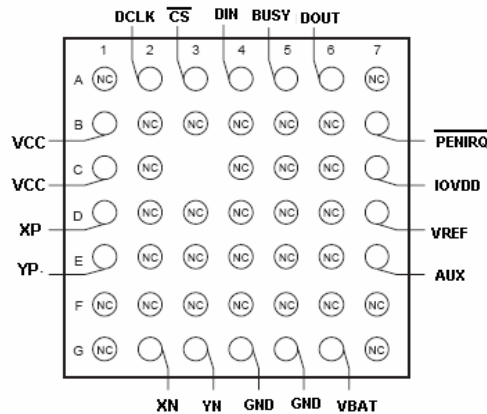 DCLK CS DIN BUSY DOUT
1 2 3 4 5 6 7
A NC NC
B NC NC NC NC NC
VCC PENIRQ
C NC NC NC NC
VCC IOVDD
D NC NC NC NC NC
XP VREF
E NC NC NC NC NC
YP. AUX
F NC NC NC NC NC NC NC
G NC NC
XN YN GND GND VBAT